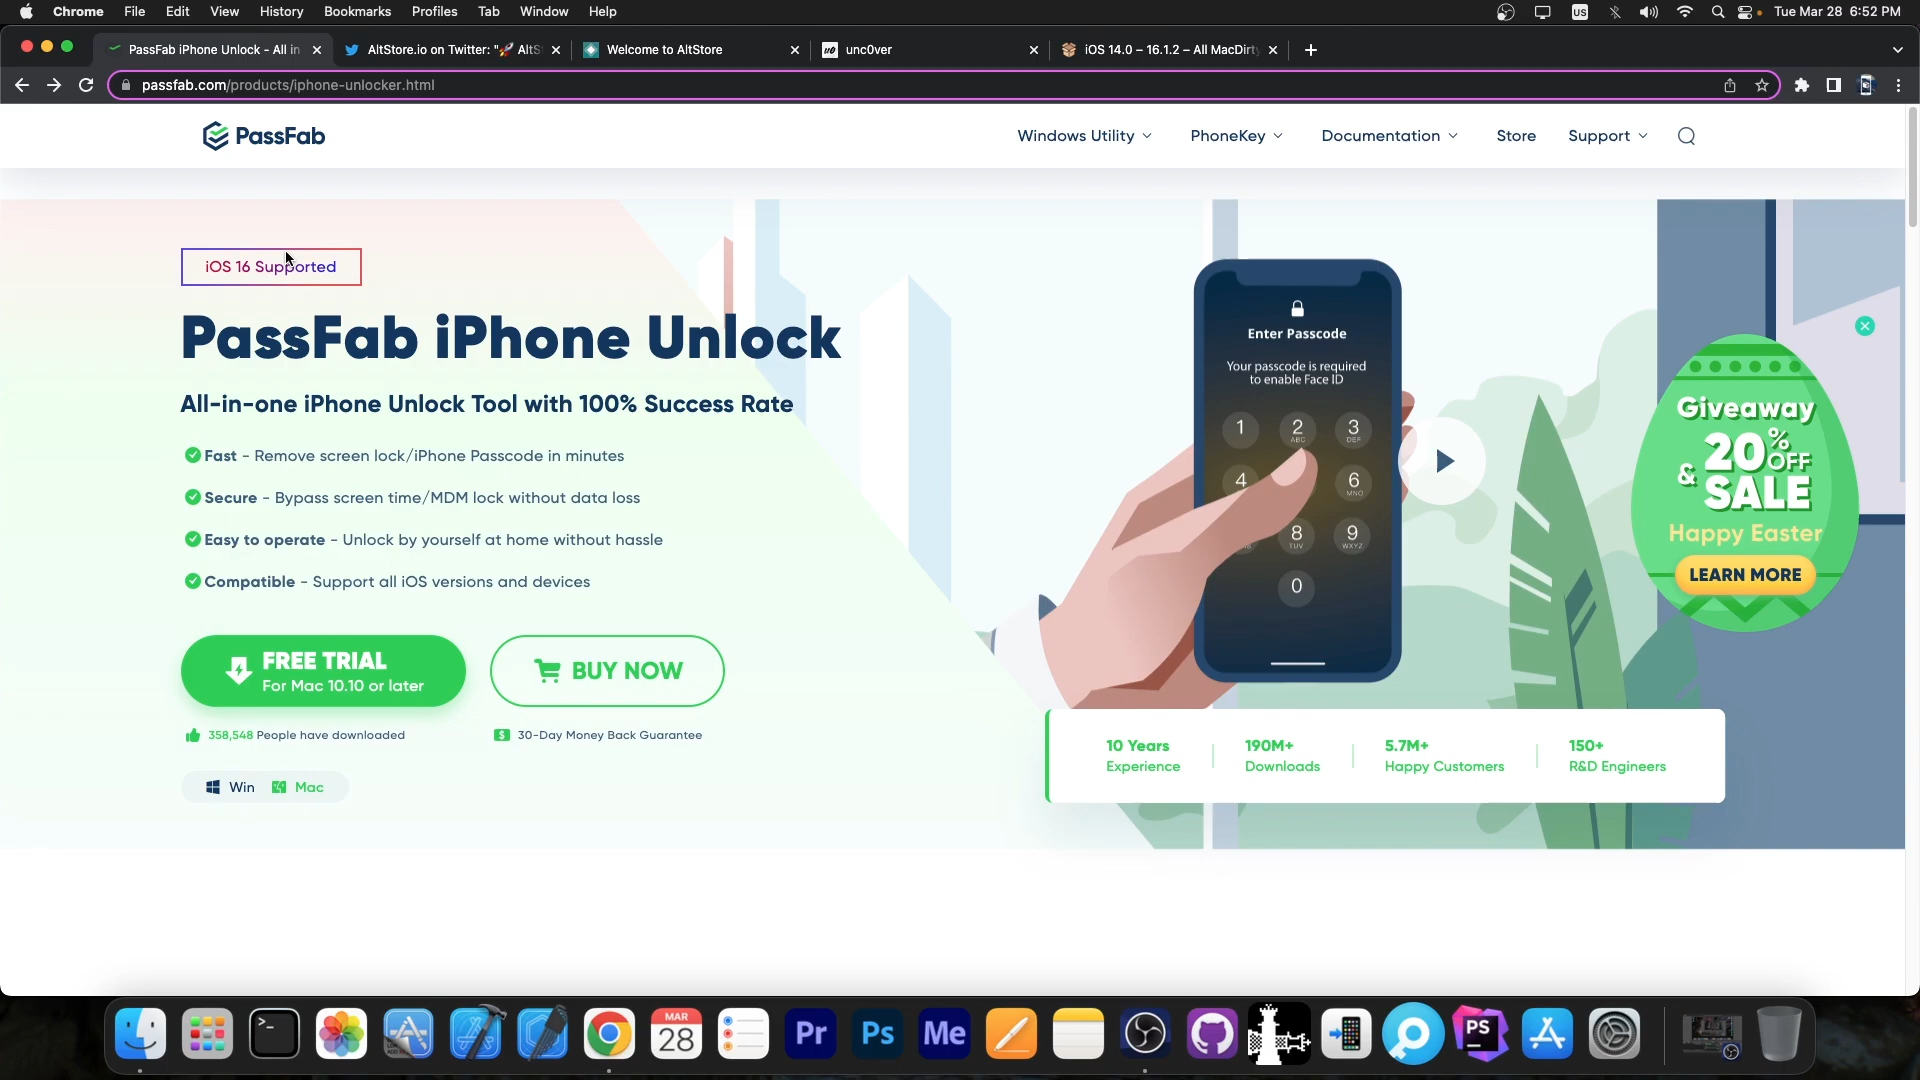 Chrome File Edit View History Bookmarks Profiles Tab Window Help US Tue Mar 28 6:52 PM
PassFab iPhone Unlock - All in AltStore.io on Twitter: "🚀 AltS Welcome to AltStore unc0ver iOS 14.0 – 16.1.2 – All MacDirty
passfab.com/products/iphone-unlocker.html
PassFab Windows Utility PhoneKey Documentation Store Support
iOS 16 Supported
PassFab iPhone Unlock
All-in-one iPhone Unlock Tool with 100% Success Rate
Fast - Remove screen lock/iPhone Passcode in minutes
Secure - Bypass screen time/MDM lock without data loss
Easy to operate - Unlock by yourself at home without hassle
Compatible - Support all iOS versions and devices
FREE TRIAL
For Mac 10.10 or later
BUY NOW
358,548 People have downloaded
30-Day Money Back Guarantee
Win Mac
Enter Passcode
Your passcode is required
to enable Face ID
1 2 3
ABC DEF
4 6
MNO
8 9
TUV WXYZ
0
Giveaway
& 20% OFF
SALE
Happy Easter
LEARN MORE
10 Years
Experience
190M+
Downloads
5.7M+
Happy Customers
150+
R&D Engineers
MAR
28
Pr Ps Me PS